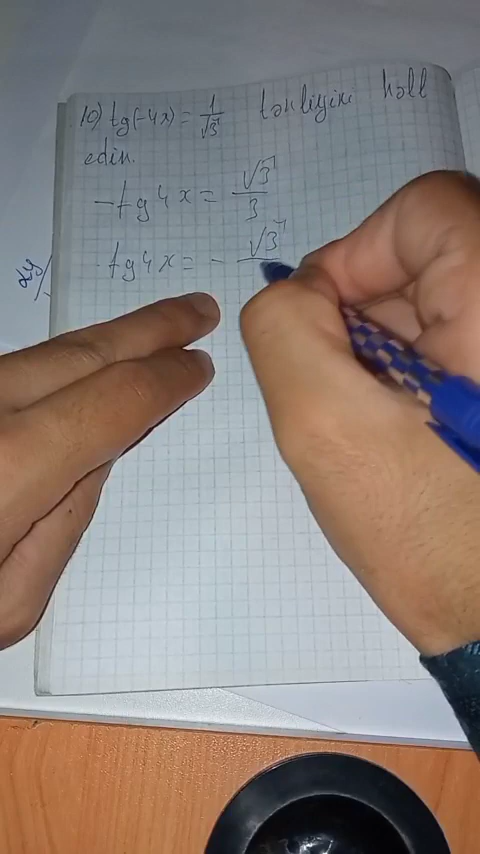 10) tg(-4x) = 1/√3 tənliyini həll
edin.
-tg4x = √3/3
tg4x = - √3